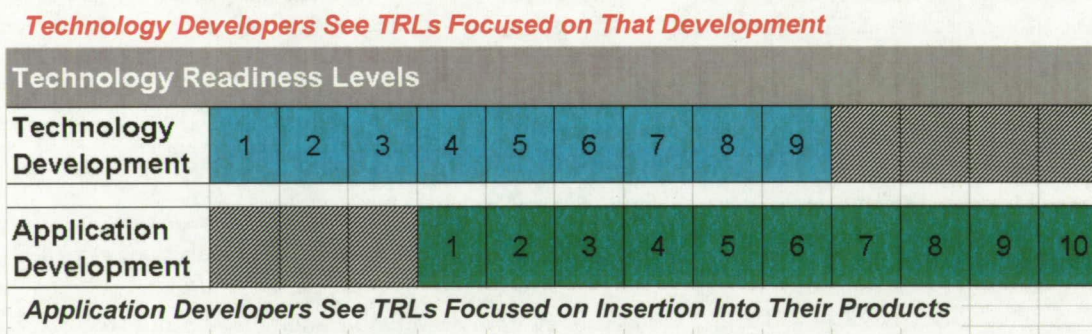 Technology Developers See TRLs Focused on That Development
Technology Readiness Levels
Technology
Development
1 2 3 4 5 6 7 8 9
Application
Development
1 2 3 4 5 6 7 8 9 10
Application Developers See TRLs Focused on Insertion Into Their Products